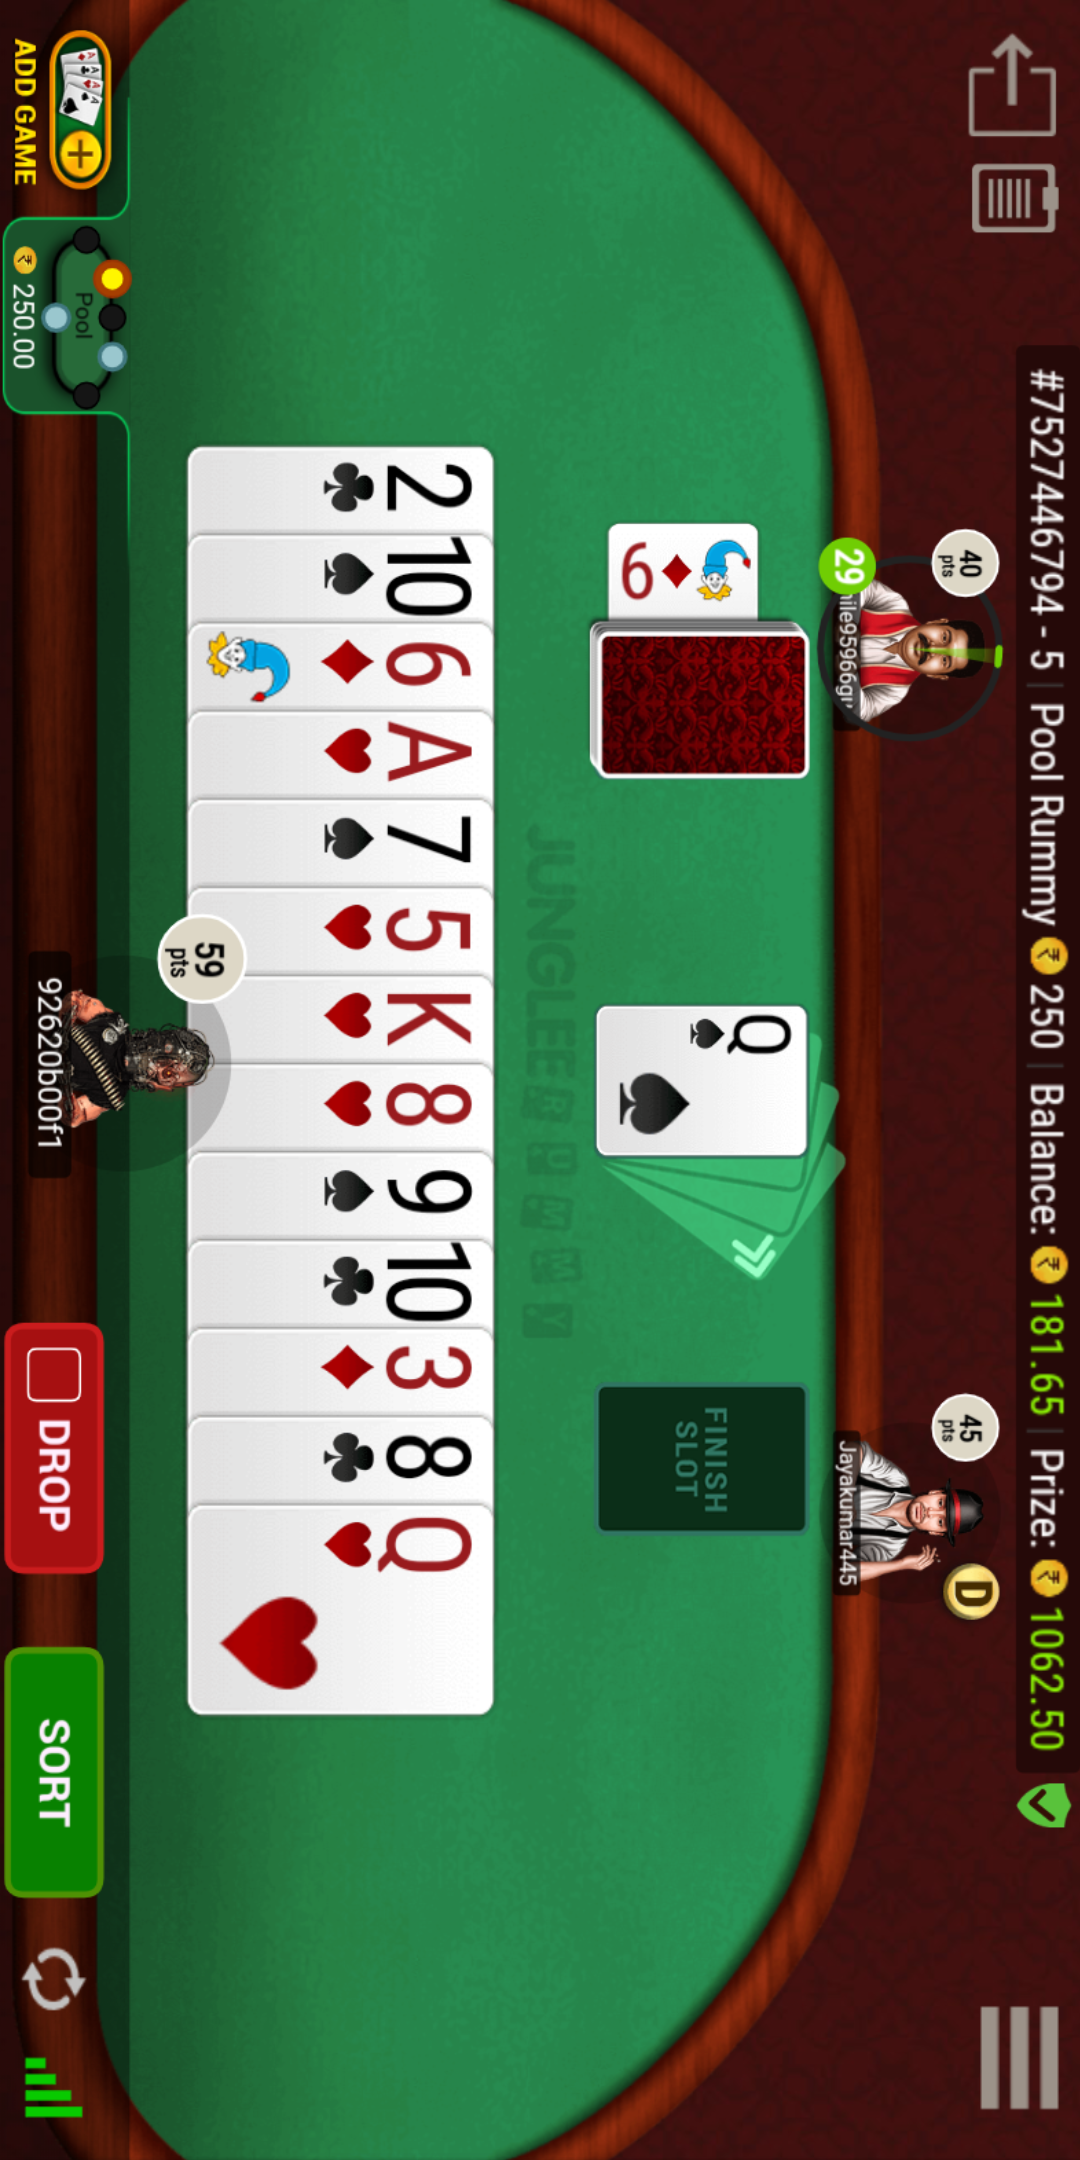 #7527446794 - 5 | Pool Rummy ₹ 250 | Balance: ₹ 181.65 | Prize: ₹ 1062.50
40
pts
29
45
pts
D
Jayakumar445
6
Q
FINISH
SLOT
JUNGLEE RUMMY
2
10
6
A
7
5
K
8
9
10
3
8
Q
59
pts
92620b00f1
ADD GAME
Pool
₹ 250.00
DROP
SORT